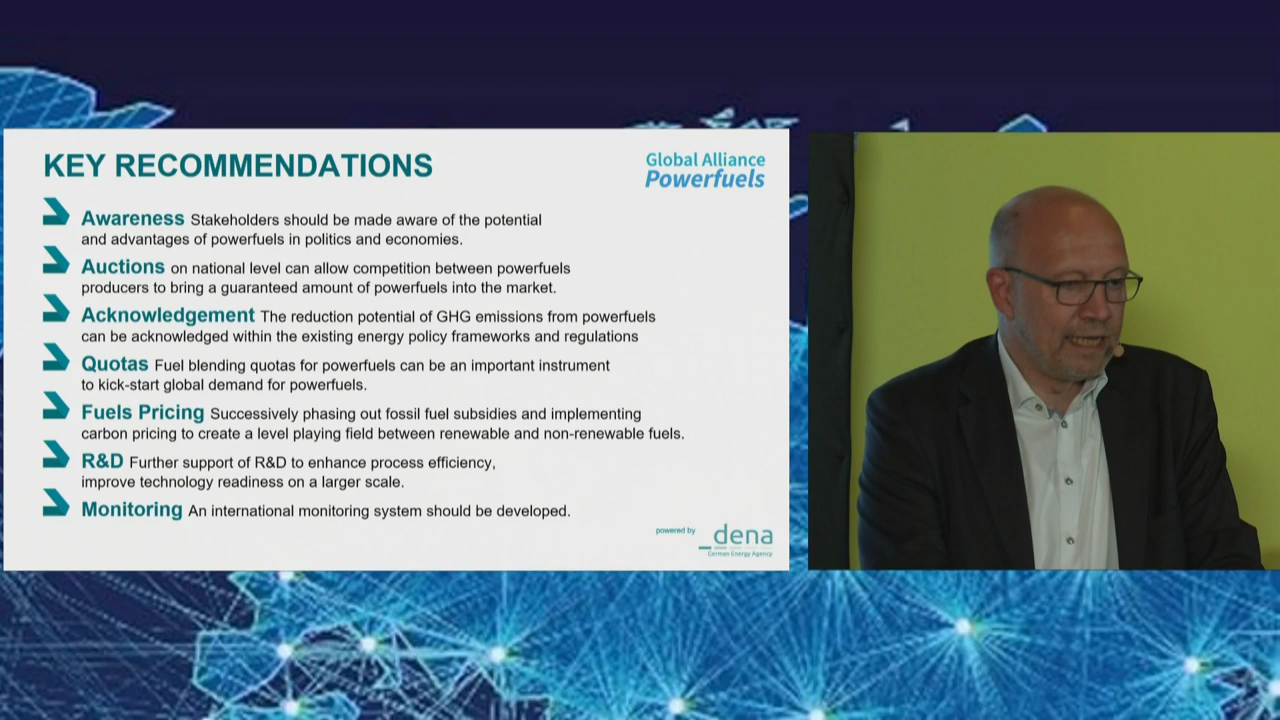 KEY RECOMMENDATIONS
Global Alliance
Powerfuels
Awareness Stakeholders should be made aware of the potential
and advantages of powerfuels in politics and economies.
Auctions on national level can allow competition between powerfuels
producers to bring a guaranteed amount of powerfuels into the market.
Acknowledgement The reduction potential of GHG emissions from powerfuels
can be acknowledged within the existing energy policy frameworks and regulations
Quotas Fuel blending quotas for powerfuels can be an important instrument
to kick-start global demand for powerfuels.
Fuels Pricing Successively phasing out fossil fuel subsidies and implementing
carbon pricing to create a level playing field between renewable and non-renewable fuels.
R&D Further support of R&D to enhance process efficiency,
improve technology readiness on a larger scale.
Monitoring An international monitoring system should be developed.
powered by
dena
German Energy Agency